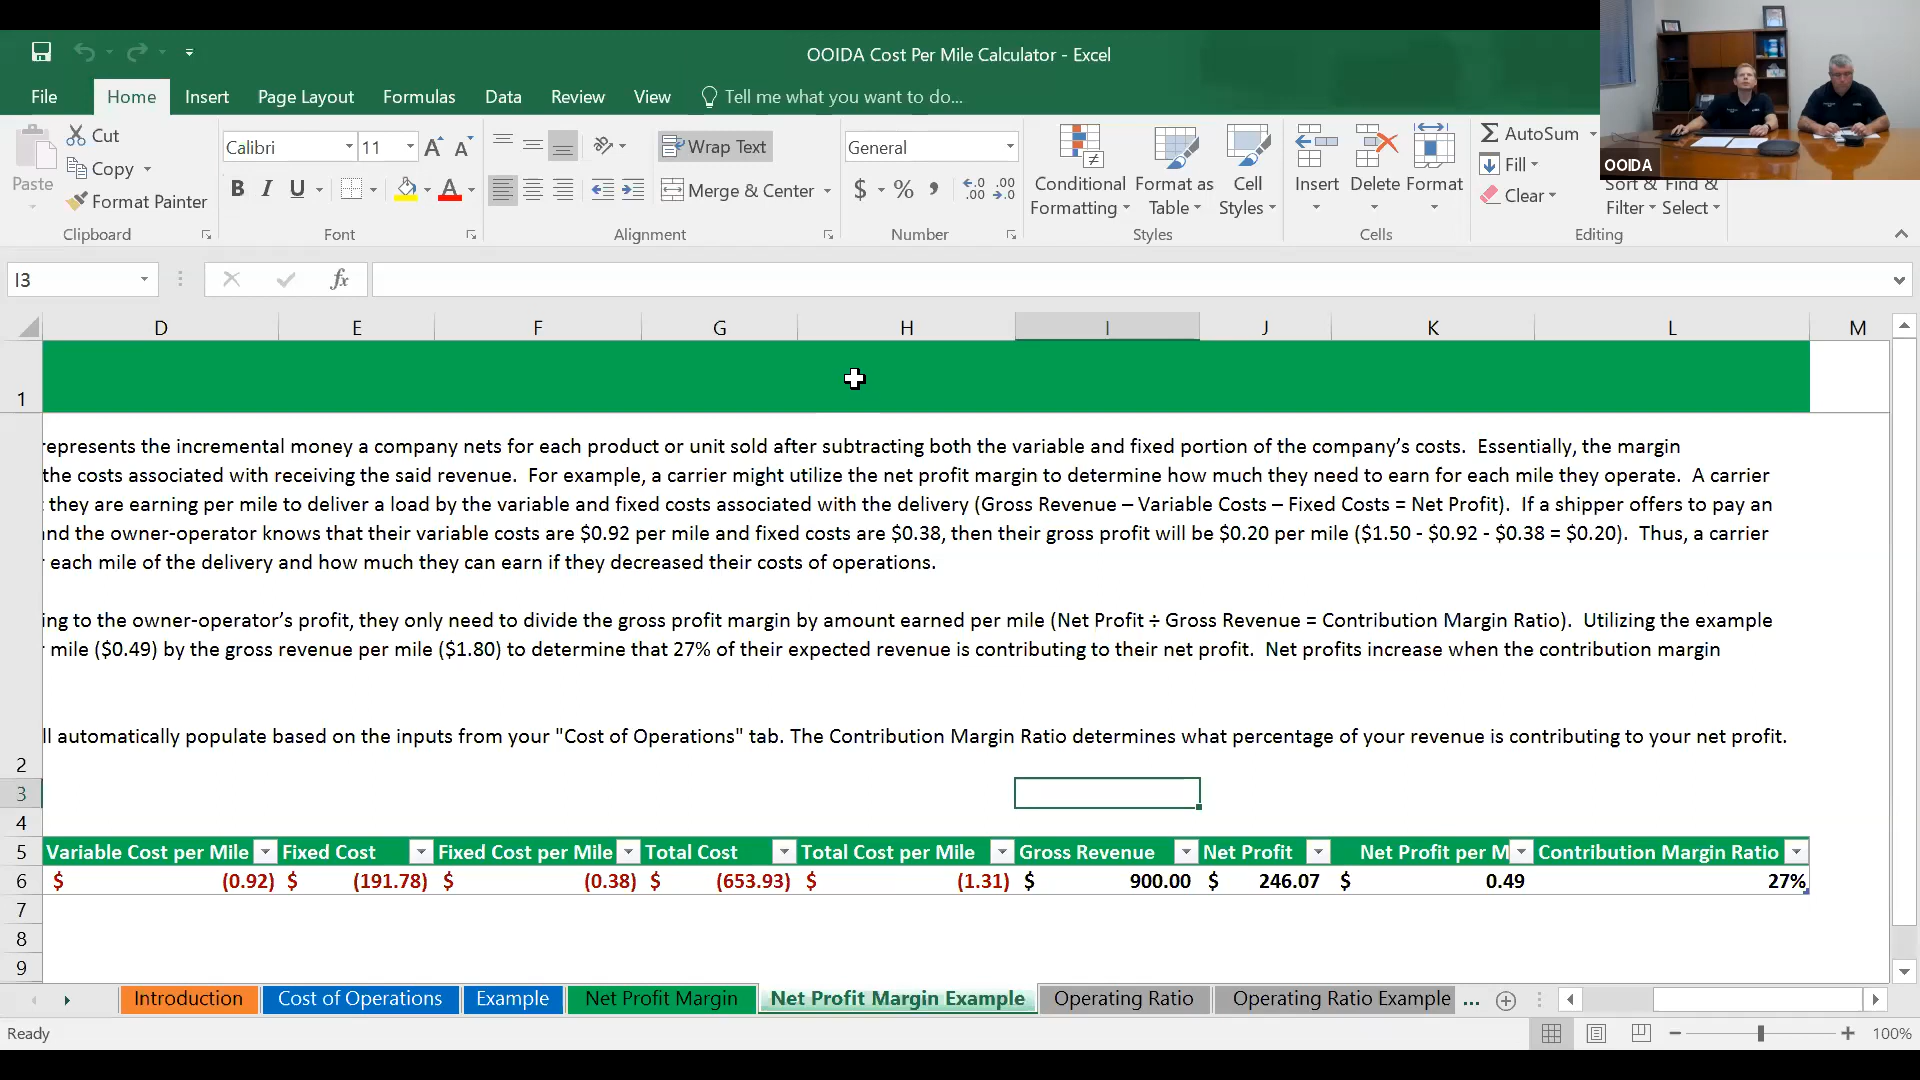 OOIDA Cost Per Mile Calculator - Excel
File Home Insert Page Layout Formulas Data Review View Tell me what you want to do...
Paste
Cut
Copy
Format Painter
Clipboard
Calibri 11
B I U
Font
Wrap Text
Merge & Center
Alignment
General
$ % ,
Number
Conditional Formatting
Format as Table
Cell Styles
Styles
Insert Delete Format
Cells
AutoSum
Fill
Clear
Sort & Filter
Find & Select
Editing
OOIDA
I3
fx
D E F G H I J K L M
1
represents the incremental money a company nets for each product or unit sold after subtracting both the variable and fixed portion of the company's costs. Essentially, the margin
the costs associated with receiving the said revenue. For example, a carrier might utilize the net profit margin to determine how much they need to earn for each mile they operate. A carrier
they are earning per mile to deliver a load by the variable and fixed costs associated with the delivery (Gross Revenue – Variable Costs – Fixed Costs = Net Profit). If a shipper offers to pay an
and the owner-operator knows that their variable costs are $0.92 per mile and fixed costs are $0.38, then their gross profit will be $0.20 per mile ($1.50 - $0.92 - $0.38 = $0.20). Thus, a carrier
each mile of the delivery and how much they can earn if they decreased their costs of operations.
ing to the owner-operator's profit, they only need to divide the gross profit margin by amount earned per mile (Net Profit ÷ Gross Revenue = Contribution Margin Ratio). Utilizing the example
mile ($0.49) by the gross revenue per mile ($1.80) to determine that 27% of their expected revenue is contributing to their net profit. Net profits increase when the contribution margin
ll automatically populate based on the inputs from your "Cost of Operations" tab. The Contribution Margin Ratio determines what percentage of your revenue is contributing to your net profit.
2
3
4
5 Variable Cost per Mile Fixed Cost Fixed Cost per Mile Total Cost Total Cost per Mile Gross Revenue Net Profit Net Profit per M Contribution Margin Ratio
6 $ (0.92) $ (191.78) $ (0.38) $ (653.93) $ (1.31) $ 900.00 $ 246.07 $ 0.49 27%
7
8
9
Introduction Cost of Operations Example Net Profit Margin Net Profit Margin Example Operating Ratio Operating Ratio Example ...
Ready 100%